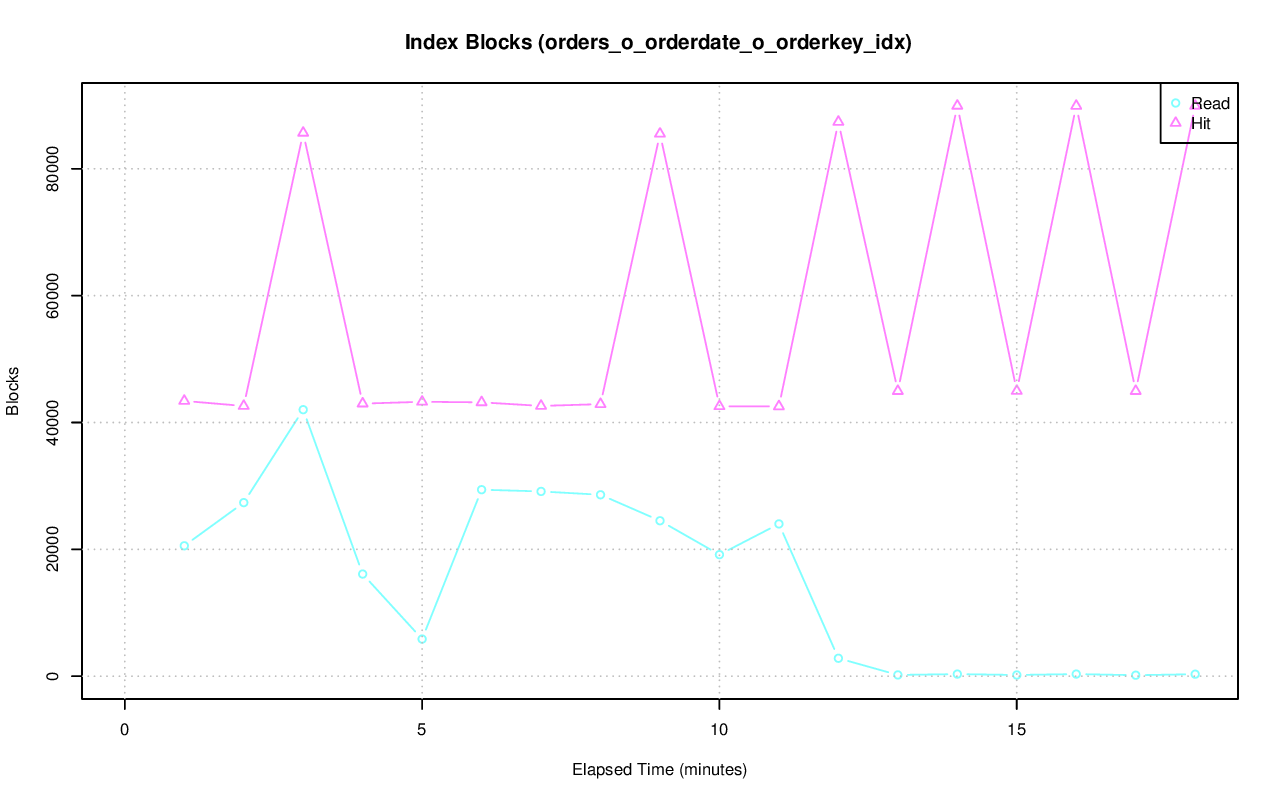 Index Blocks (orders_o_orderdate_o_orderkey_idx)
Read
Hit
Blocks
80000
60000
40000
20000
0
0 5 10 15
Elapsed Time (minutes)